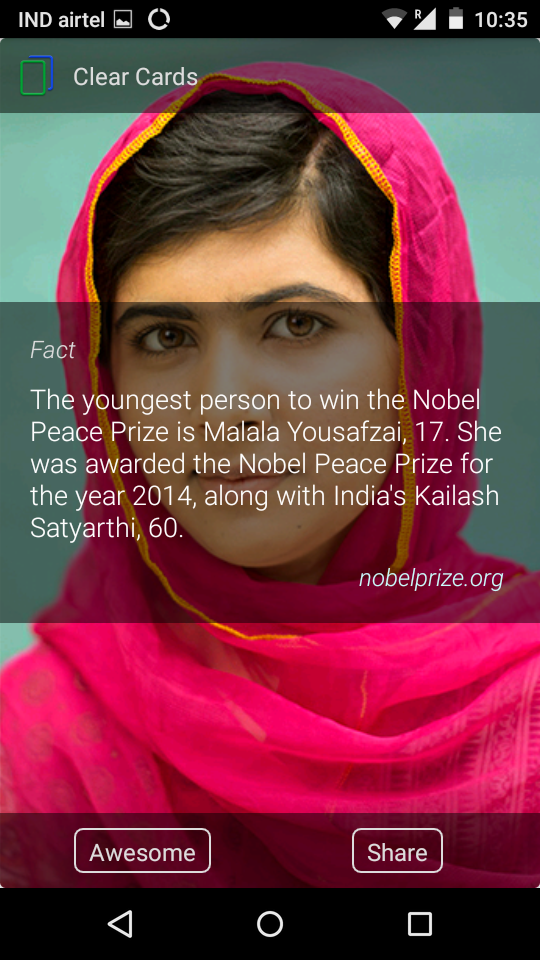 IND airtel R 10:35
Clear Cards
Fact
The youngest person to win the Nobel
Peace Prize is Malala Yousafzai, 17. She
was awarded the Nobel Peace Prize for
the year 2014, along with India's Kailash
Satyarthi, 60.
nobelprize.org
Awesome Share